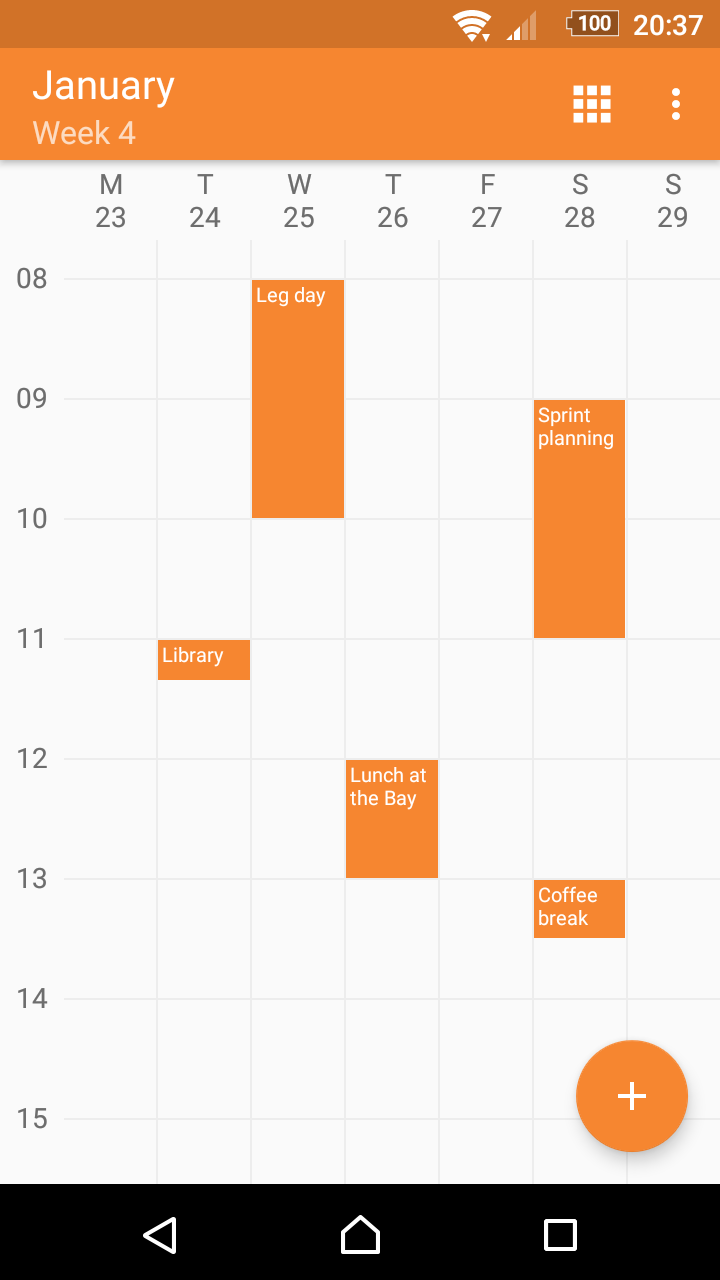 100 20:37
January
Week 4
M T W T F S S
23 24 25 26 27 28 29
08
Leg day
09
Sprint
planning
10
11
Library
12
Lunch at
the Bay
13
Coffee
break
14
15